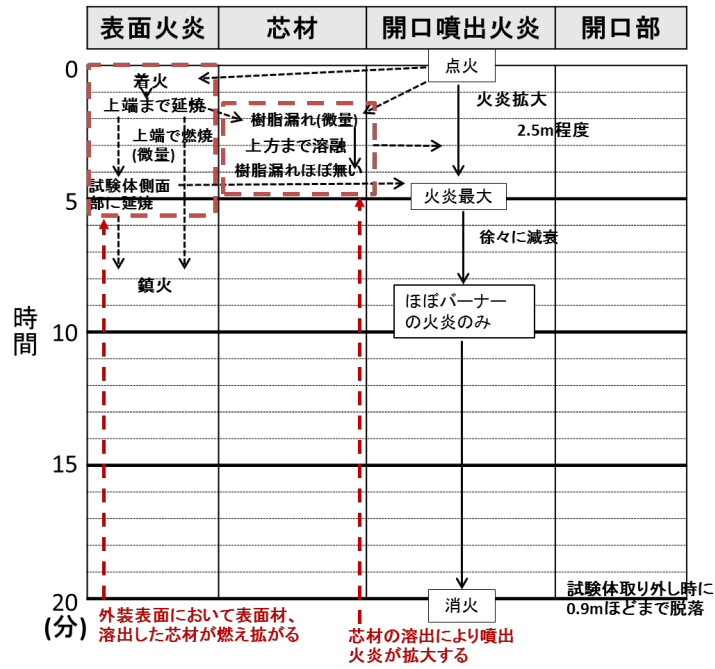 表面火炎
芯材
開口噴出火炎
開口部
0
点火
着火
上端まで延焼
火炎拡大
樹脂漏れ(微量)
2.5m程度
上端で燃焼
(微量)
上方まで溶融
樹脂漏れほぼ無い
試験体側面
部に延焼
火炎最大
5
徐々に減衰
鎮火
ほぼバーナー
の火炎のみ
時間
10
15
20
(分)
消火
試験体取り外し時に
0.9mほどまで脱落
外装表面において表面材、
溶出した芯材が燃え拡がる
芯材の溶出により噴出
火炎が拡大する